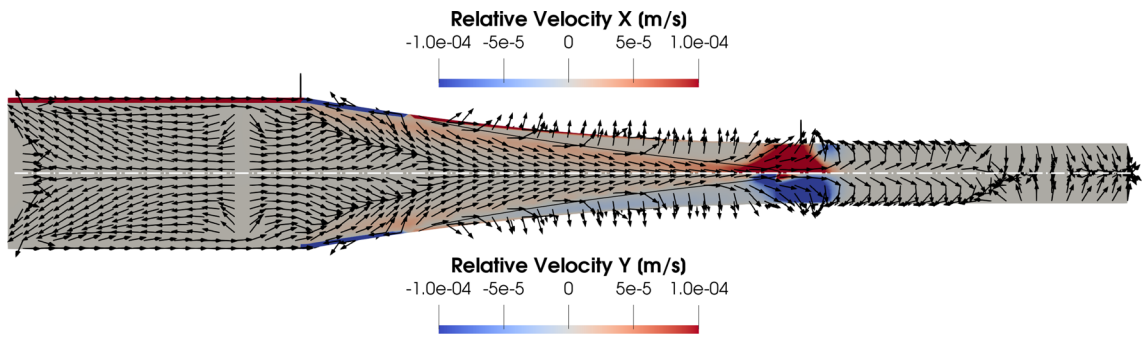 Relative Velocity X (m/s)
-1.0e-04 -5e-5 0 5e-5 1.0e-04
Relative Velocity Y (m/s)
-1.0e-04 -5e-5 0 5e-5 1.0e-04